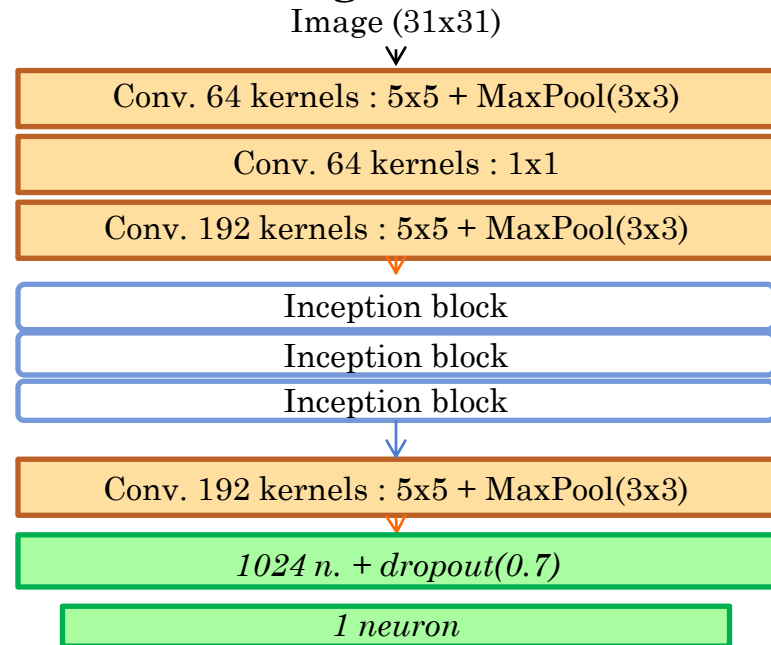 Image (31x31)
Conv. 64 kernels : 5x5 + MaxPool(3x3)
Conv. 64 kernels : 1x1
Conv. 192 kernels : 5x5 + MaxPool(3x3)
Inception block
Inception block
Inception block
Conv. 192 kernels : 5x5 + MaxPool(3x3)
1024 n. + dropout(0.7)
1 neuron